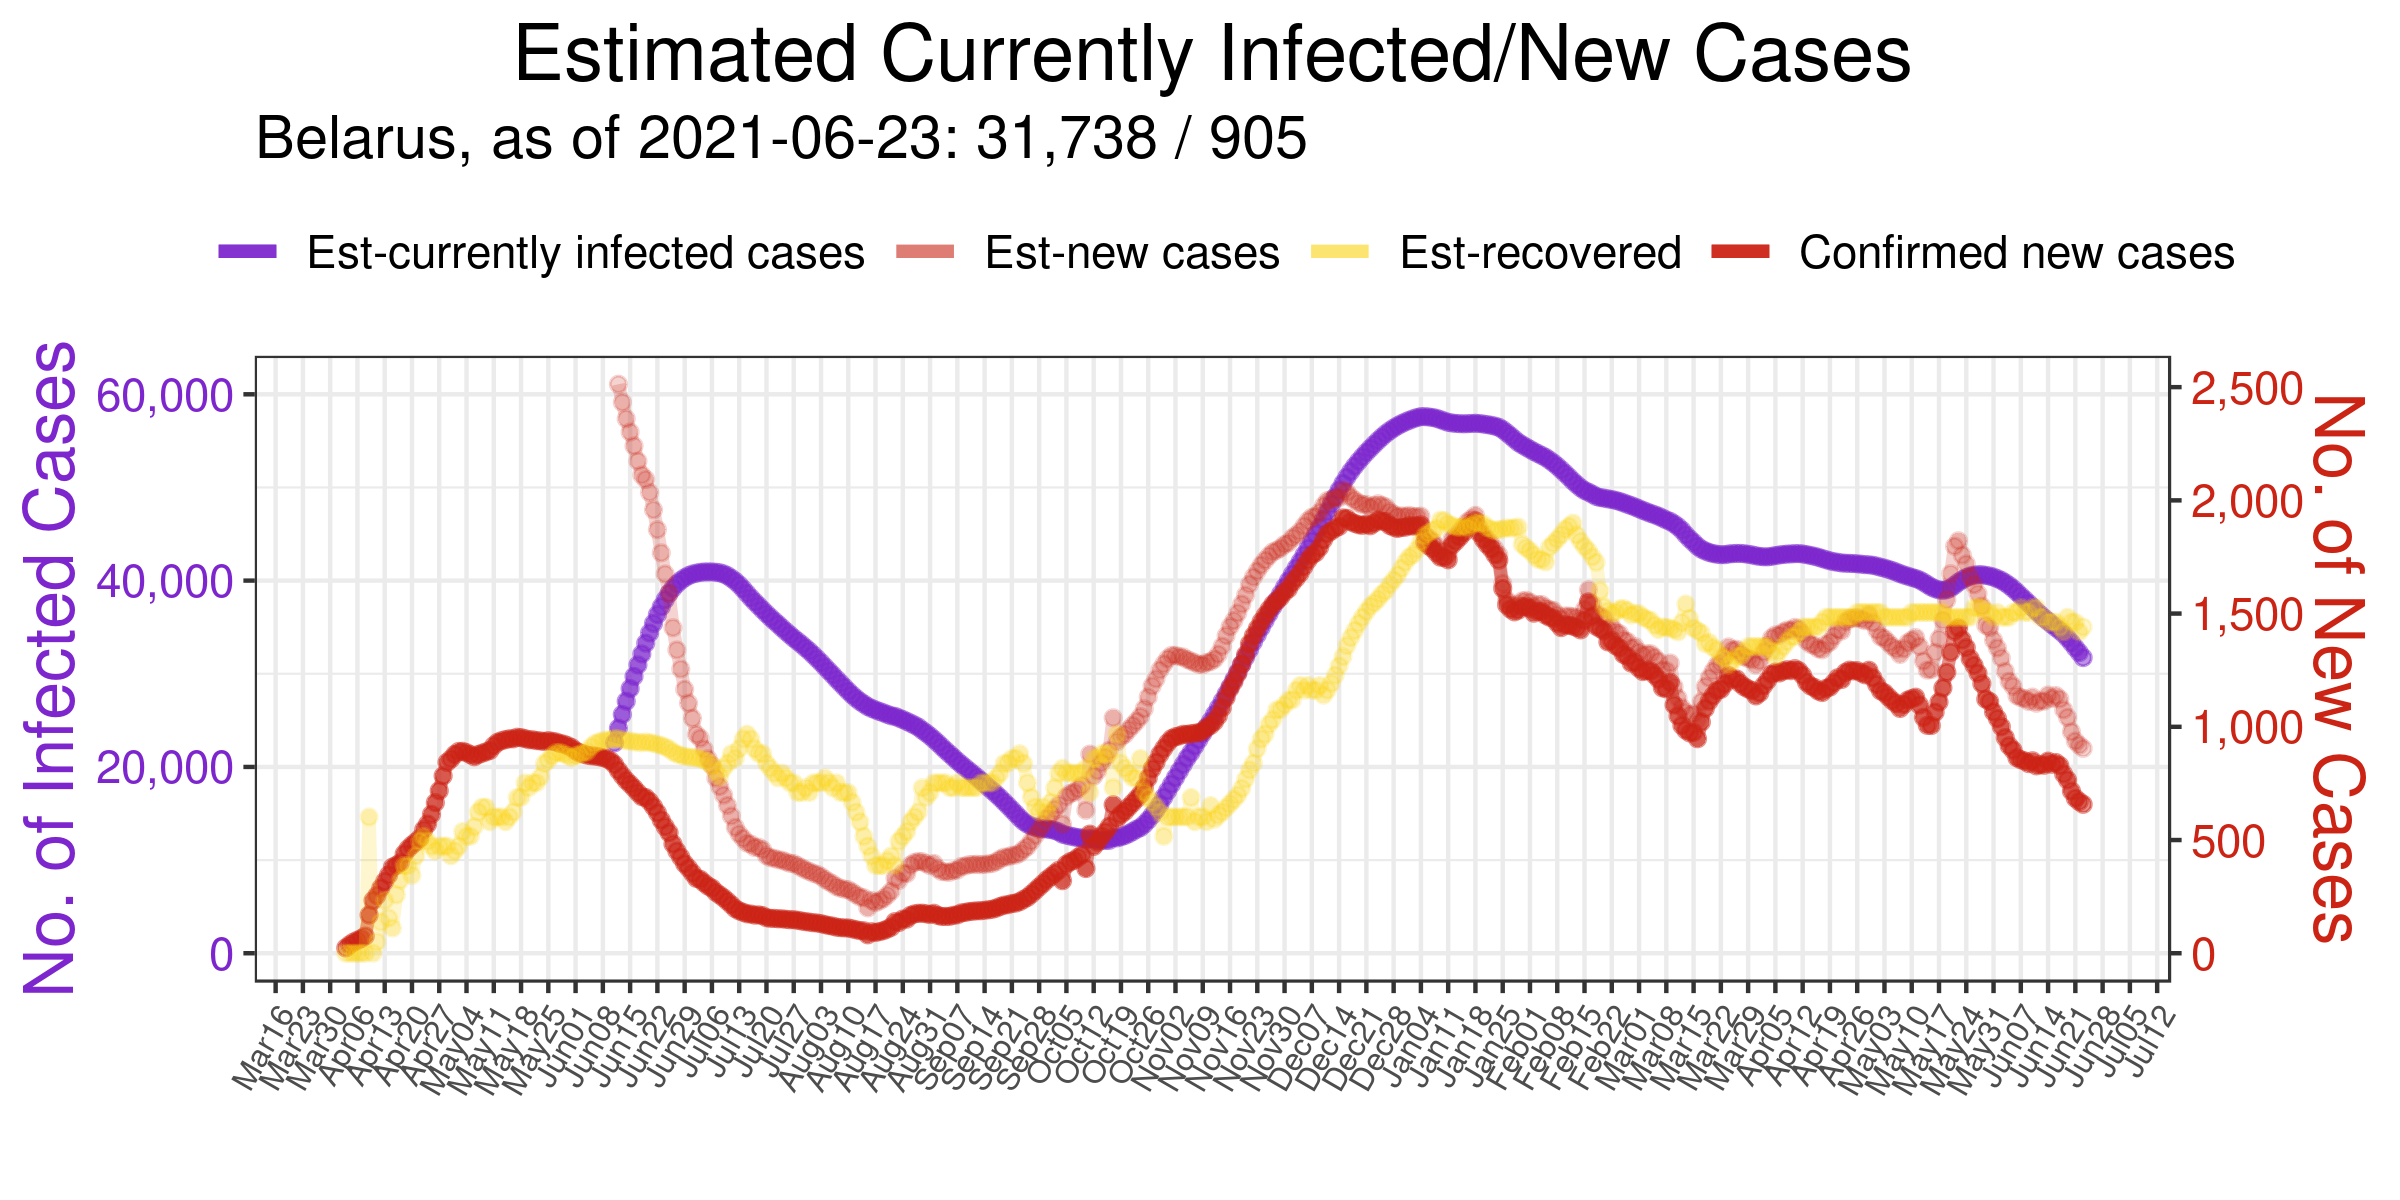 Estimated Currently Infected/New Cases
Belarus, as of 2021-06-23: 31,738 / 905
Est-currently infected cases Est-new cases Est-recovered Confirmed new cases
No. of Infected Cases
60,000
40,000
20,000
0
2,500
2,000
1,500
1,000
500
0
No. of New Cases
Mar16 Mar23 Mar30 Apr06 Apr13 Apr20 Apr27 May04 May11 May18 May25 Jun01 Jun08 Jun15 Jun22 Jun29 Jul06 Jul13 Jul20 Jul27 Aug03 Aug10 Aug17 Aug24 Aug31 Sep07 Sep14 Sep21 Sep28 Oct05 Oct12 Oct19 Oct26 Nov02 Nov09 Nov16 Nov23 Nov30 Dec07 Dec14 Dec21 Dec28 Jan04 Jan11 Jan18 Jan25 Feb01 Feb08 Feb15 Feb22 Mar01 Mar08 Mar15 Mar22 Mar29 Apr05 Apr12 Apr19 Apr26 May03 May10 May17 May24 May31 Jun07 Jun14 Jun21 Jun28 Jul05 Jul12